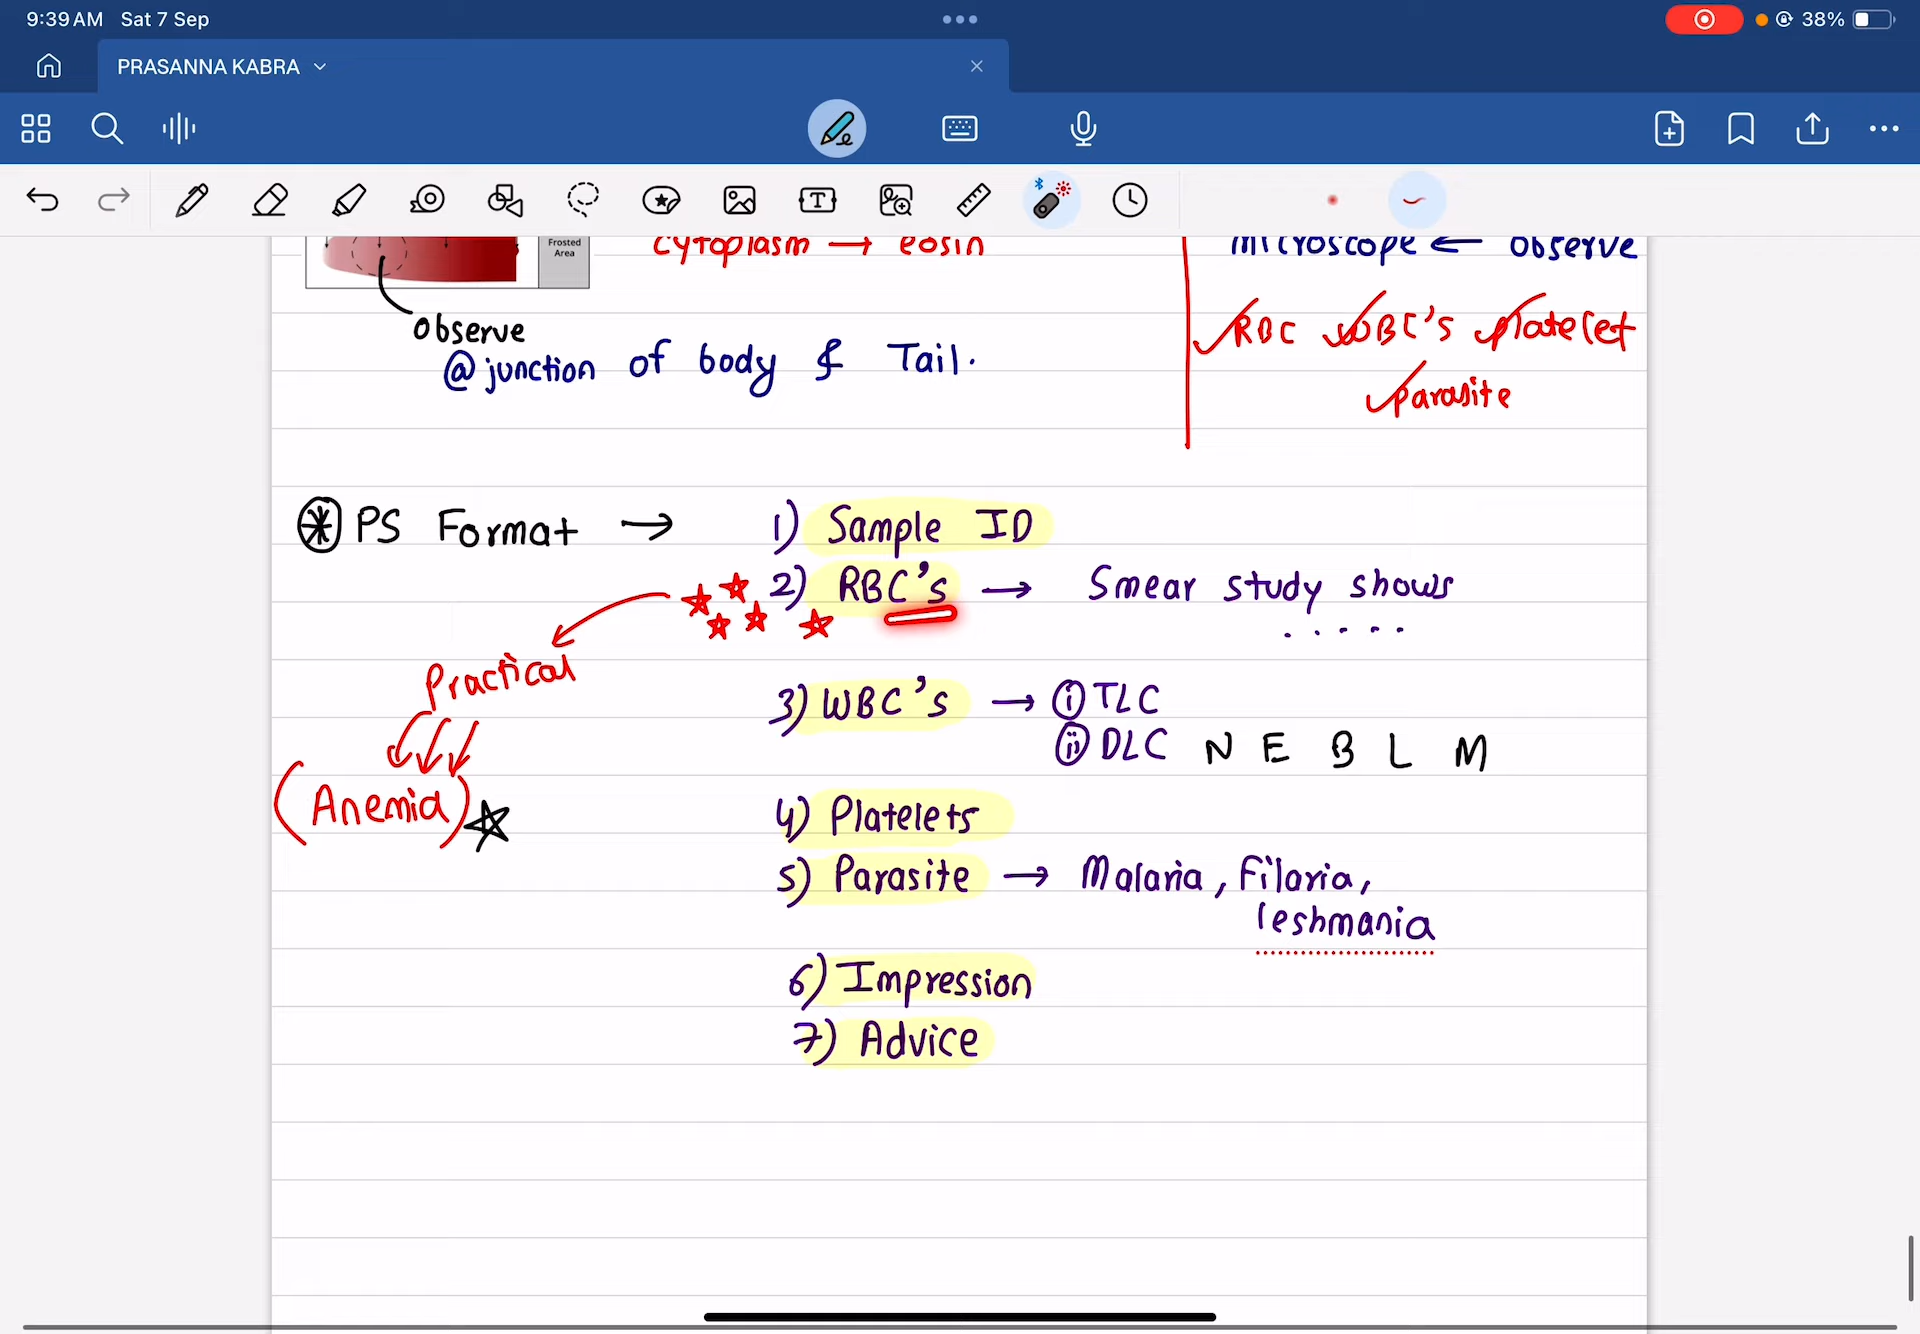 9:39 AM Sat 7 Sep
38%
PRASANNA KABRA
Frosted
Area
cytoplasm → eosin
microscope ← observe
observe
@ junction of body & Tail.
RBC WBC's platelet
parasite
PS Format →
1) Sample ID
2) RBC's → Smear study shows
. . . . .
Practical
(Anemia)
3) WBC's → i TLC
ii DLC N E B L M
4) Platelets
5) Parasite → Malaria, Filaria,
leshmania
6) Impression
7) Advice